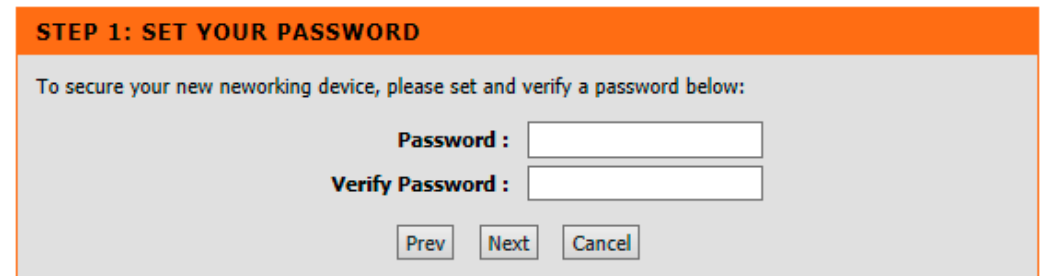 STEP 1: SET YOUR PASSWORD
To secure your new neworking device, please set and verify a password below:
Password :
Verify Password :
Prev Next Cancel